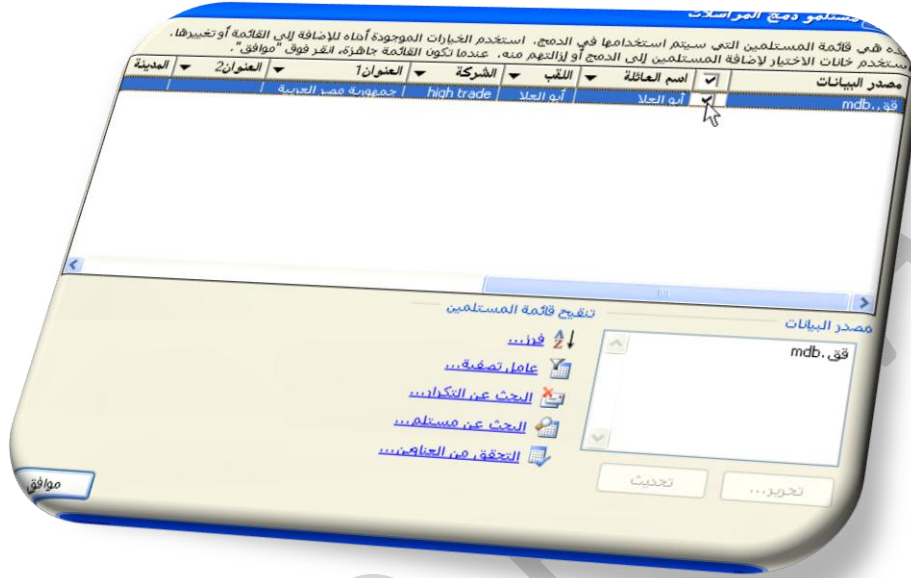 مستلمو دمج المراسلات
هذه هي قائمة المستلمين التي سيتم استخدامها في الدمج. استخدم الخيارات الموجودة أدناه للإضافة إلى القائمة أو تغييرها.
ستخدم خانات الاختيار لإضافة المستلمين إلى الدمج أو إزالتهم منه. عندما تكون القائمة جاهزة، انقر فوق "موافق".
مصدر البيانات اسم العائلة اللقب الشركة العنوان1 العنوان2 المدينة
قق..mdb أبو العلا أبو العلا high trade جمهورية مصر العربية
مصدر البيانات
قق.mdb
تحرير...
تحديث
تنقيح قائمة المستلمين
فرز...
عامل تصفية...
البحث عن التكرار...
البحث عن مستلم...
التحقق من العناوين...
موافق